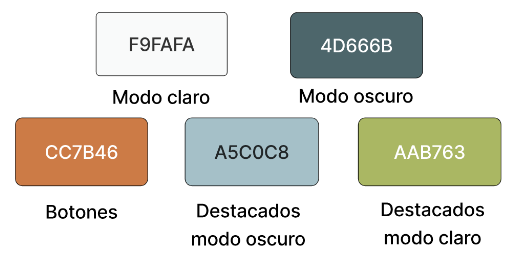 F9FAFA
4D666B
Modo claro
Modo oscuro
CC7B46
A5C0C8
AAB763
Botones
Destacados
modo oscuro
Destacados
modo claro